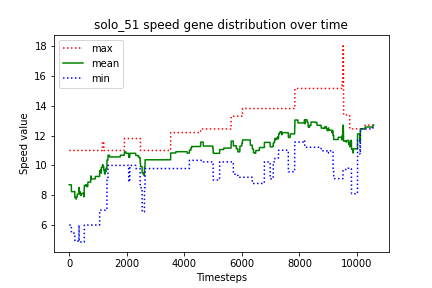 solo_51 speed gene distribution over time
max
mean
min
18
16
14
12
10
8
6
Speed value
0
2000
4000
6000
8000
10000
Timesteps